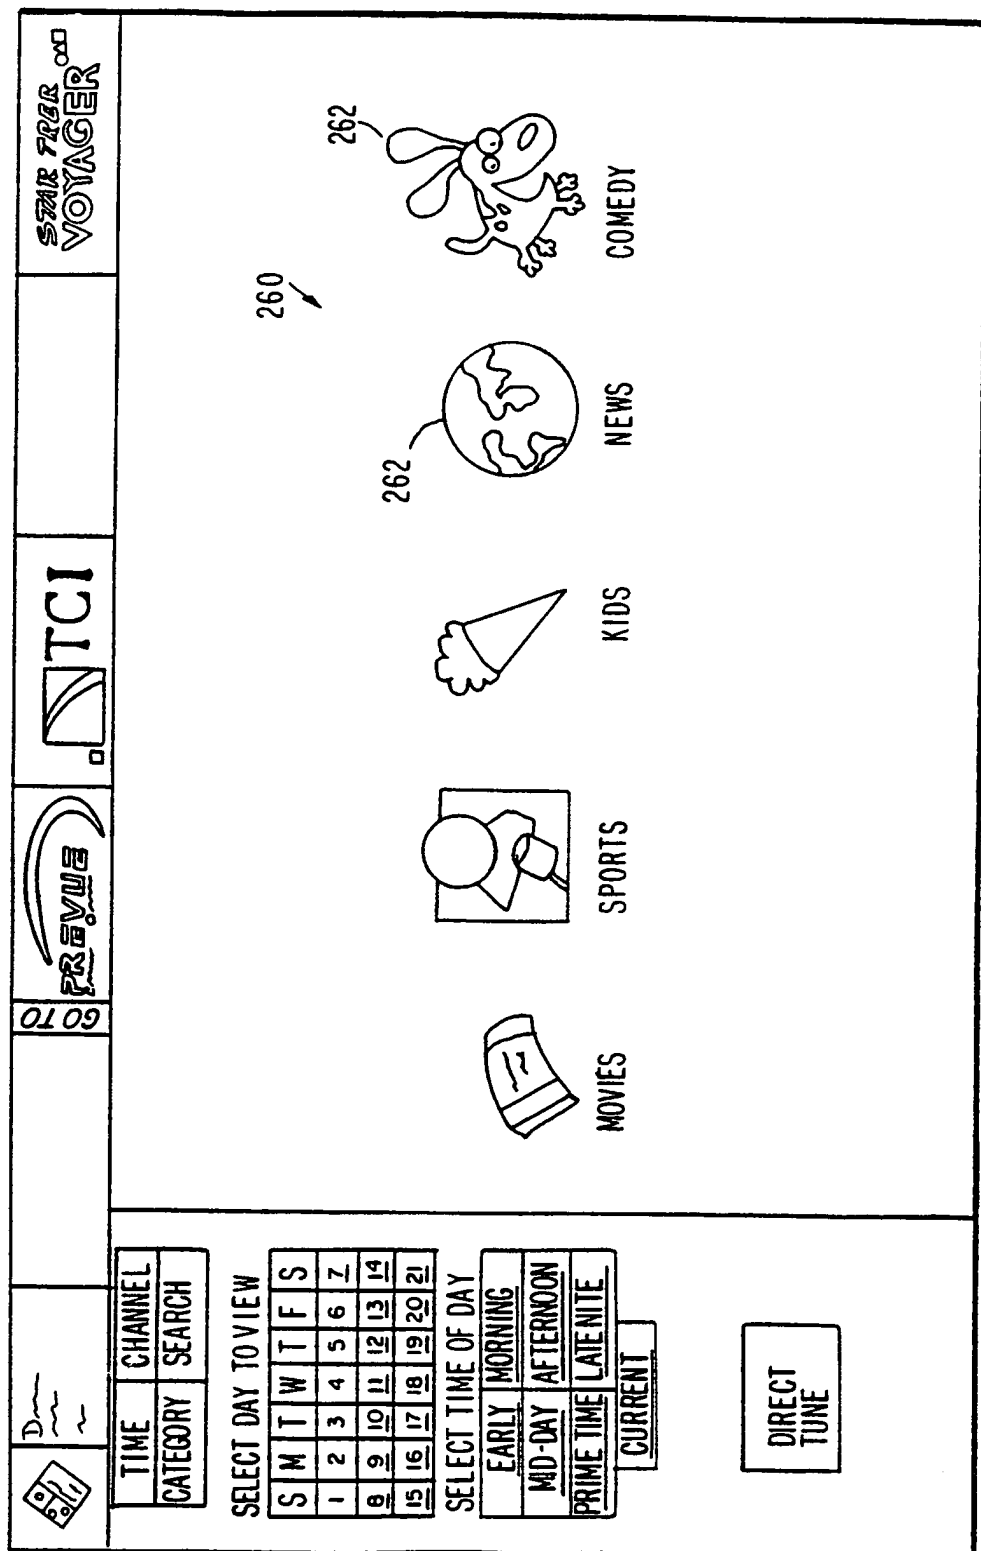 GO TO
PREVUE
TCI
STAR TRER
VOYAGER
TIME CHANNEL
CATEGORY SEARCH
SELECT DAY TO VIEW
S M T W T F S
1 2 3 4 5 6 7
8 9 10 11 12 13 14
15 16 17 18 19 20 21
SELECT TIME OF DAY
EARLY MORNING
MID-DAY AFTERNOON
PRIME TIME LATENITE
CURRENT
DIRECT
TUNE
260
262
262
MOVIES
SPORTS
KIDS
NEWS
COMEDY